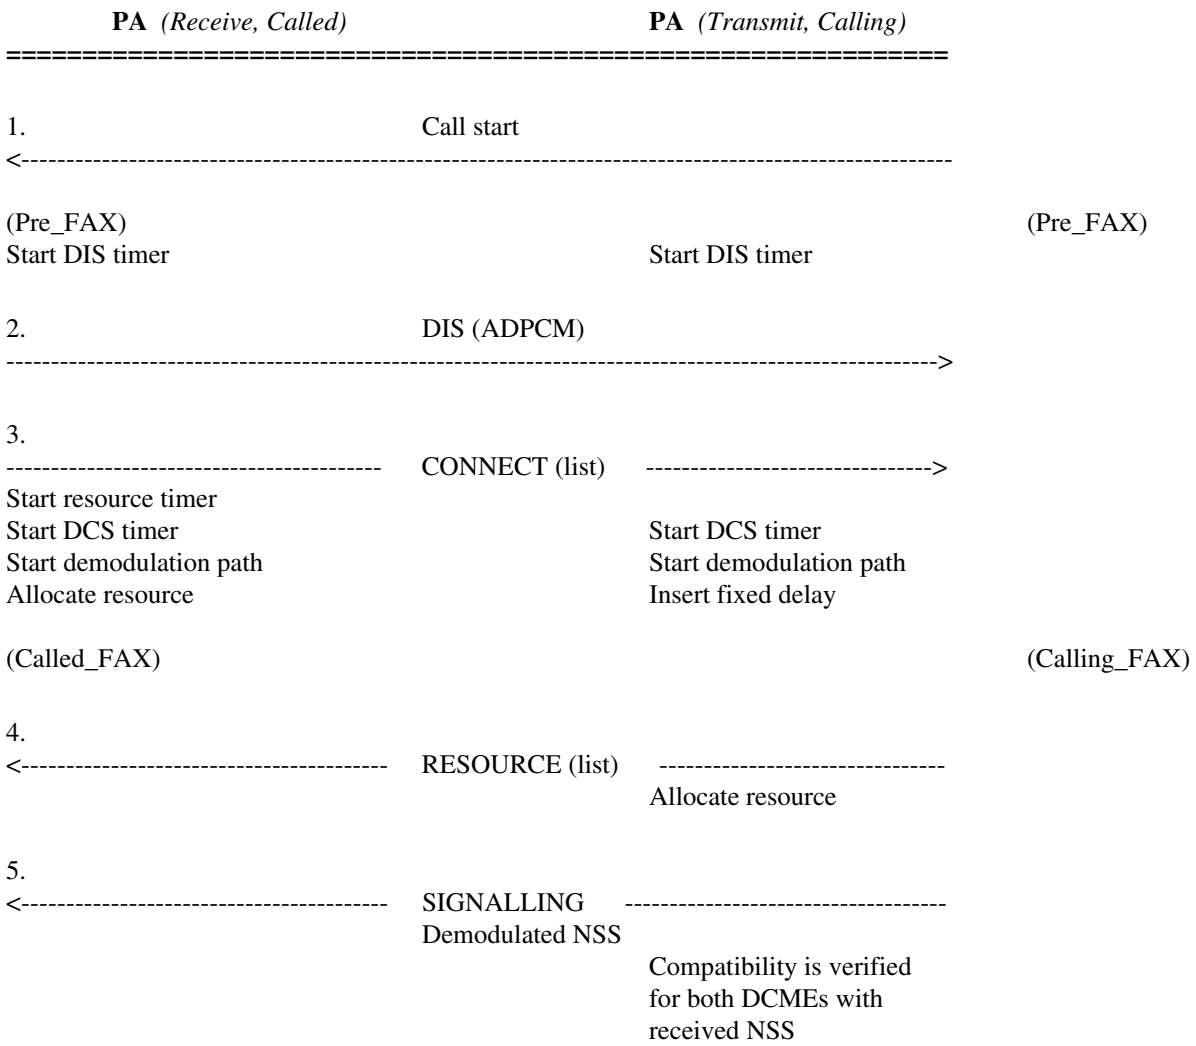 PA (Receive, Called) PA (Transmit, Calling)
===============================================================
1. Call start
<--------------------------------------------------------------------------------------------------------
(Pre_FAX) (Pre_FAX)
Start DIS timer Start DIS timer
2. DIS (ADPCM)
-------------------------------------------------------------------------------------------------------->
3.
------------------------------------------ CONNECT (list) -------------------------------->
Start resource timer
Start DCS timer Start DCS timer
Start demodulation path Start demodulation path
Allocate resource Insert fixed delay
(Called_FAX) (Calling_FAX)
4.
<----------------------------------------- RESOURCE (list) --------------------------------
Allocate resource
5.
<----------------------------------------- SIGNALLING ------------------------------------
Demodulated NSS
Compatibility is verified
for both DCMEs with
received NSS